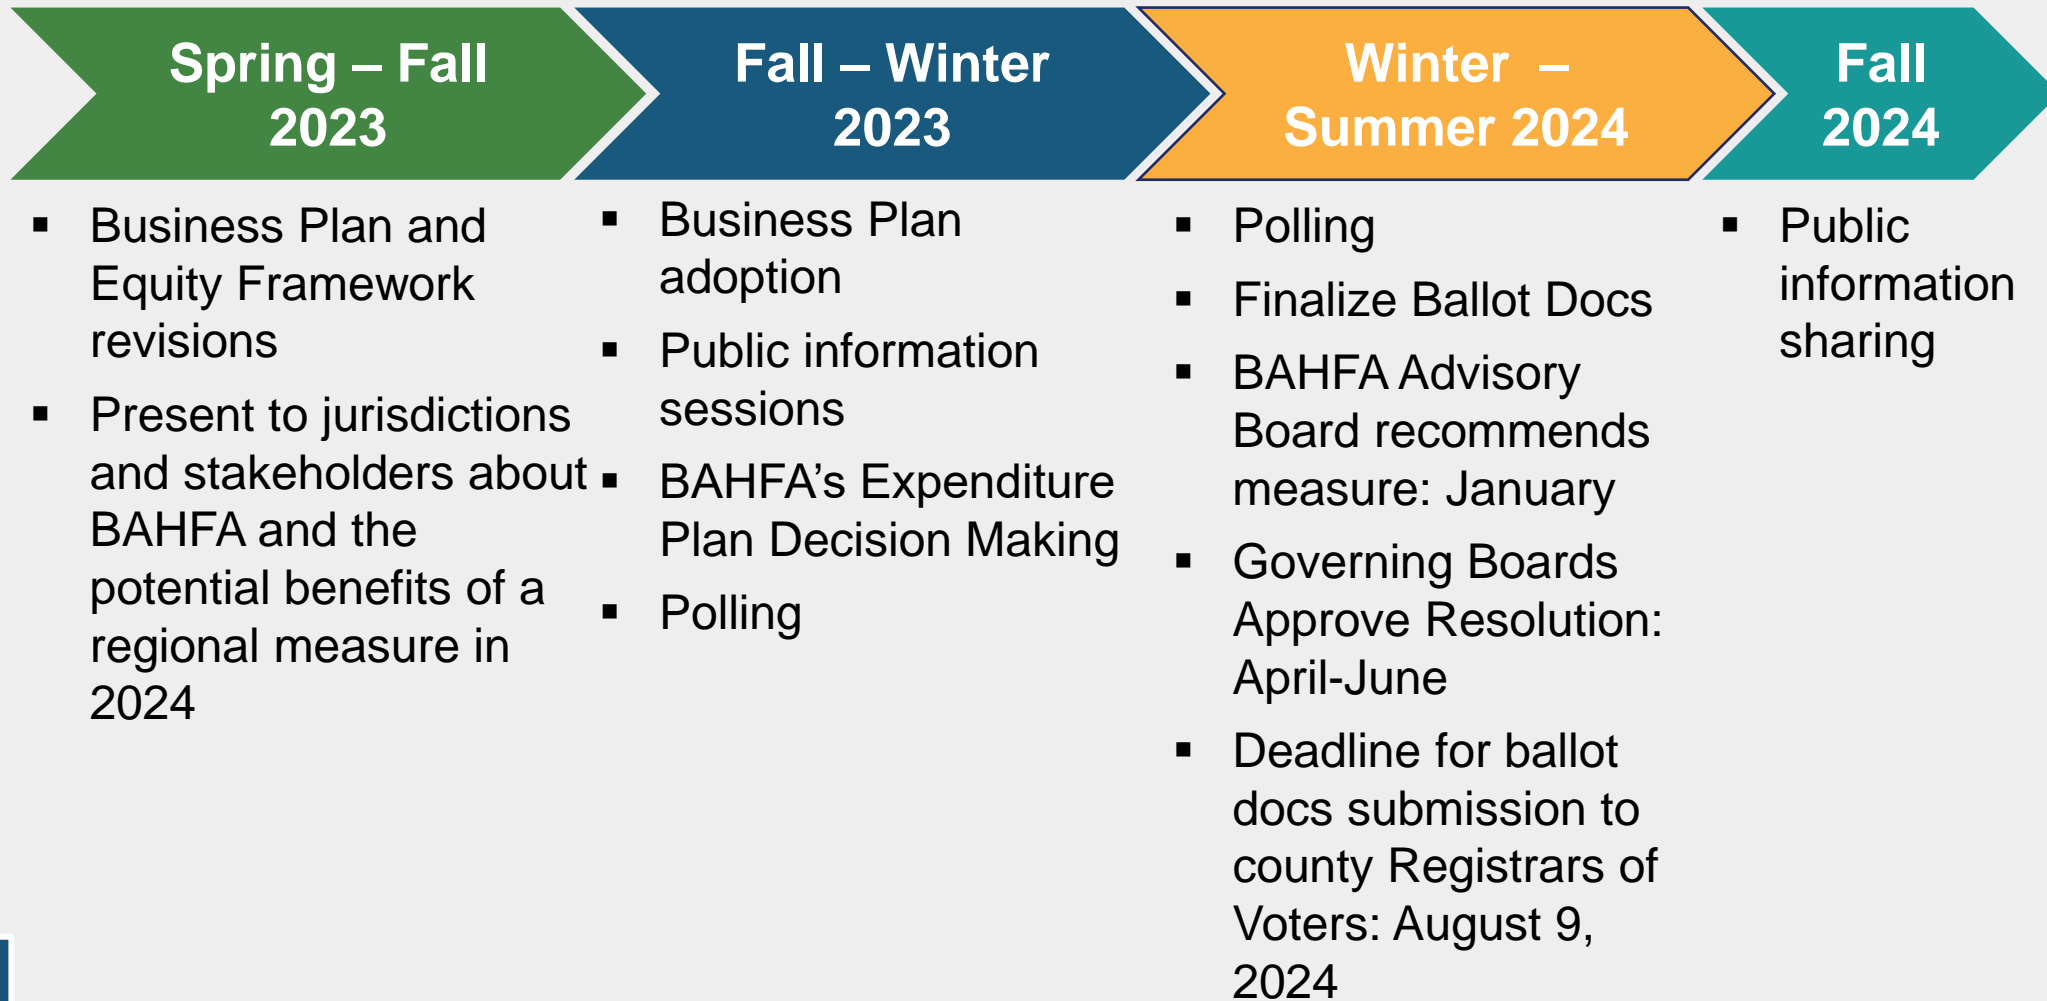 Spring – Fall
2023
Fall – Winter
2023
Winter –
Summer 2024
Fall
2024
▪ Business Plan and
Equity Framework
revisions
▪ Present to jurisdictions
and stakeholders about
BAHFA and the
potential benefits of a
regional measure in
2024
▪ Business Plan
adoption
▪ Public information
sessions
▪ BAHFA’s Expenditure
Plan Decision Making
▪ Polling
▪ Polling
▪ Finalize Ballot Docs
▪ BAHFA Advisory
Board recommends
measure: January
▪ Governing Boards
Approve Resolution:
April-June
▪ Deadline for ballot
docs submission to
county Registrars of
Voters: August 9,
2024
▪ Public
information
sharing